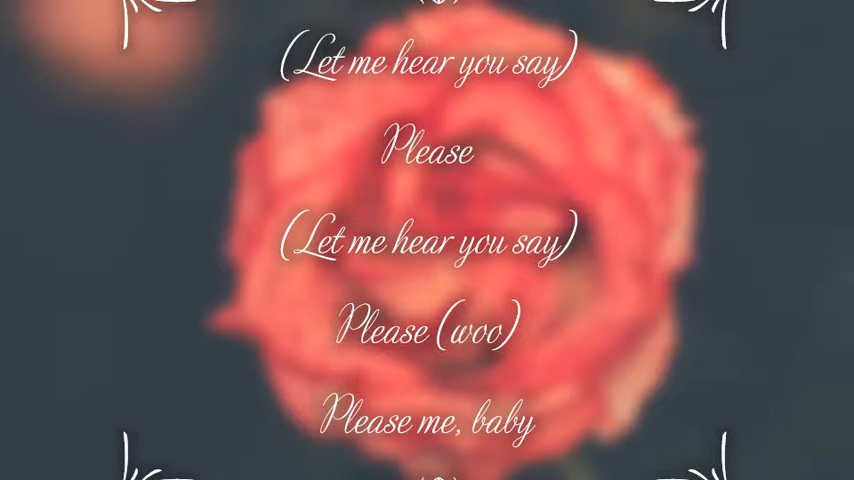 (Let me hear you say)
Please
(Let me hear you say)
Please (woo)
Please me, baby